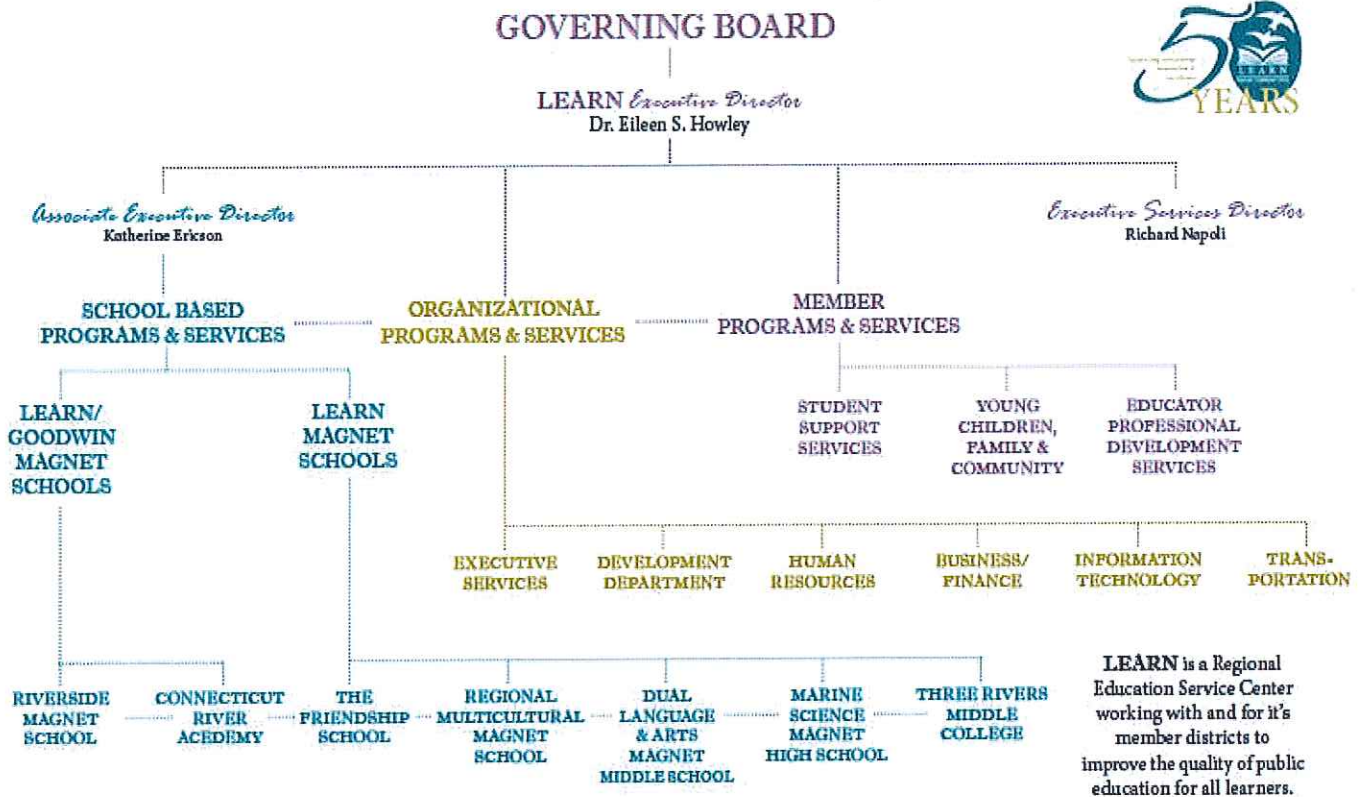 GOVERNING BOARD
50
LEARN
YEARS
LEARN Executive Director
Dr. Eileen S. Howley
Associate Executive Director
Katherine Ericson
Executive Services Director
Richard Napoli
SCHOOL BASED
PROGRAMS & SERVICES
ORGANIZATIONAL
PROGRAMS & SERVICES
MEMBER
PROGRAMS & SERVICES
LEARN/
GOODWIN
MAGNET
SCHOOLS
LEARN
MAGNET
SCHOOLS
STUDENT
SUPPORT
SERVICES
YOUNG
CHILDREN,
FAMILY &
COMMUNITY
EDUCATOR
PROFESSIONAL
DEVELOPMENT
SERVICES
EXECUTIVE
SERVICES
DEVELOPMENT
DEPARTMENT
HUMAN
RESOURCES
BUSINESS/
FINANCE
INFORMATION
TECHNOLOGY
TRANS-
PORTATION
RIVERSIDE
MAGNET
SCHOOL
CONNECTICUT
RIVER
ACEDEMY
THE
FRIENDSHIP
SCHOOL
REGIONAL
MULTICULTURAL
MAGNET
SCHOOL
DUAL
LANGUAGE
& ARTS
MAGNET
MIDDLE SCHOOL
MARINE
SCIENCE
MAGNET
HIGH SCHOOL
THREE RIVERS
MIDDLE
COLLEGE
LEARN is a Regional
Education Service Center
working with and for it's
member districts to
improve the quality of public
education for all learners.